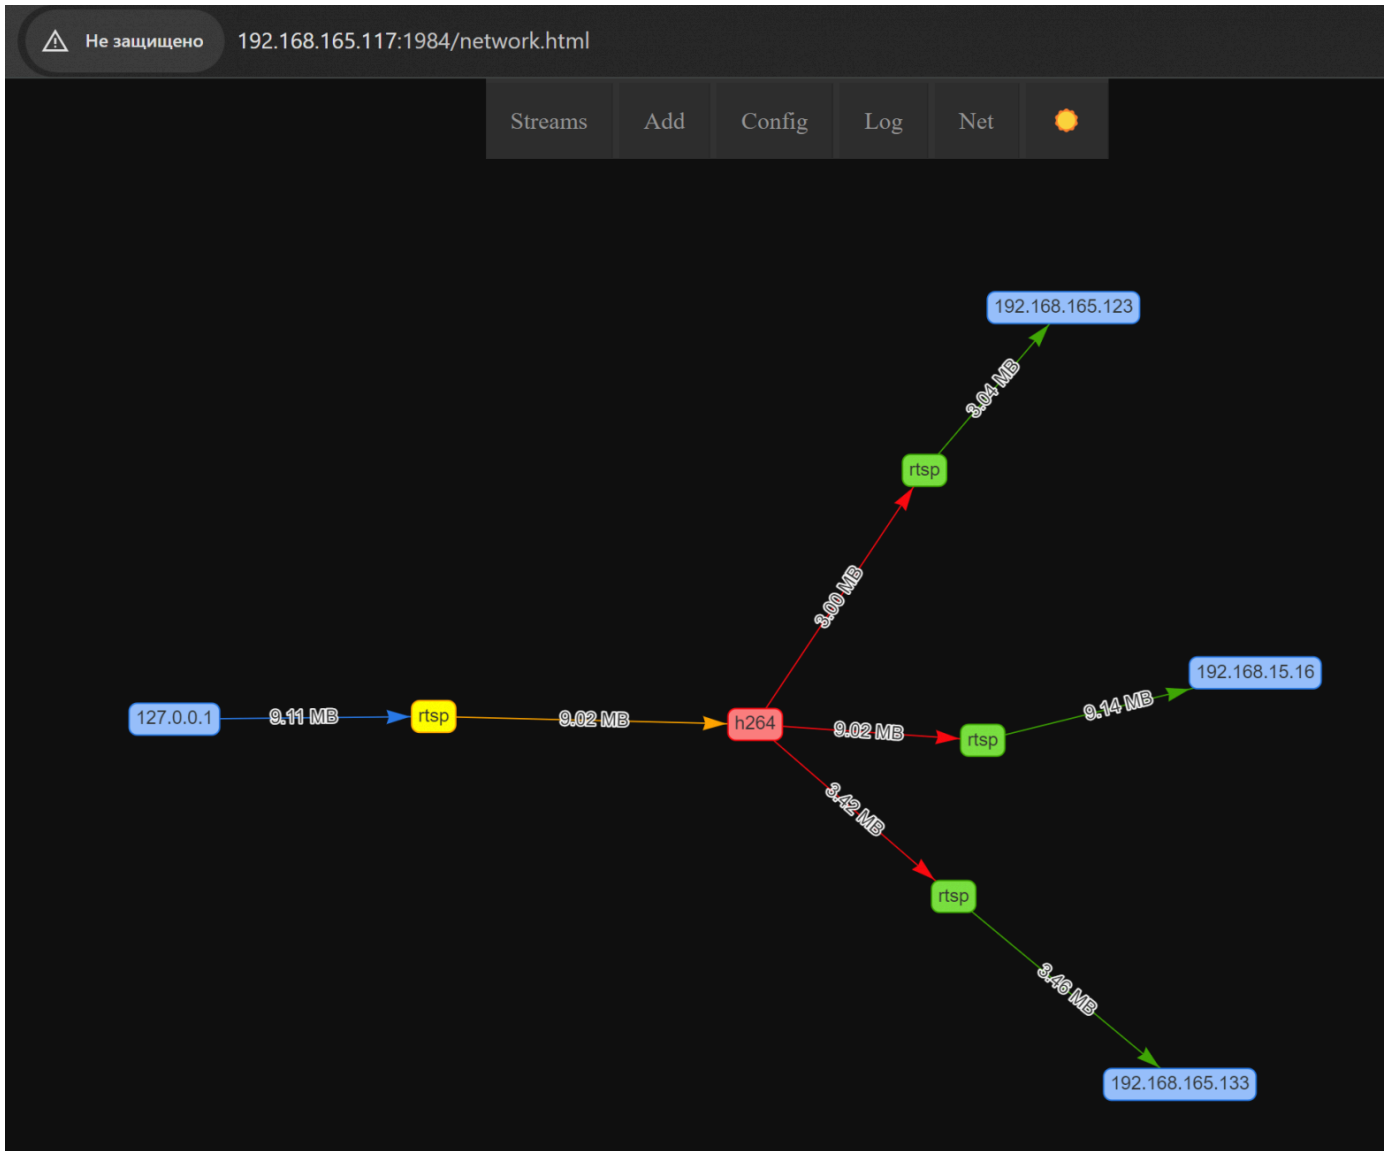 Не защищено 192.168.165.117:1984/network.html
Streams Add Config Log Net
192.168.165.123
3.04 MB
rtsp
3.00 MB
192.168.15.16
9.14 MB
127.0.0.1 9.11 MB rtsp 9.02 MB h264 9.02 MB rtsp
3.42 MB
rtsp
3.46 MB
192.168.165.133